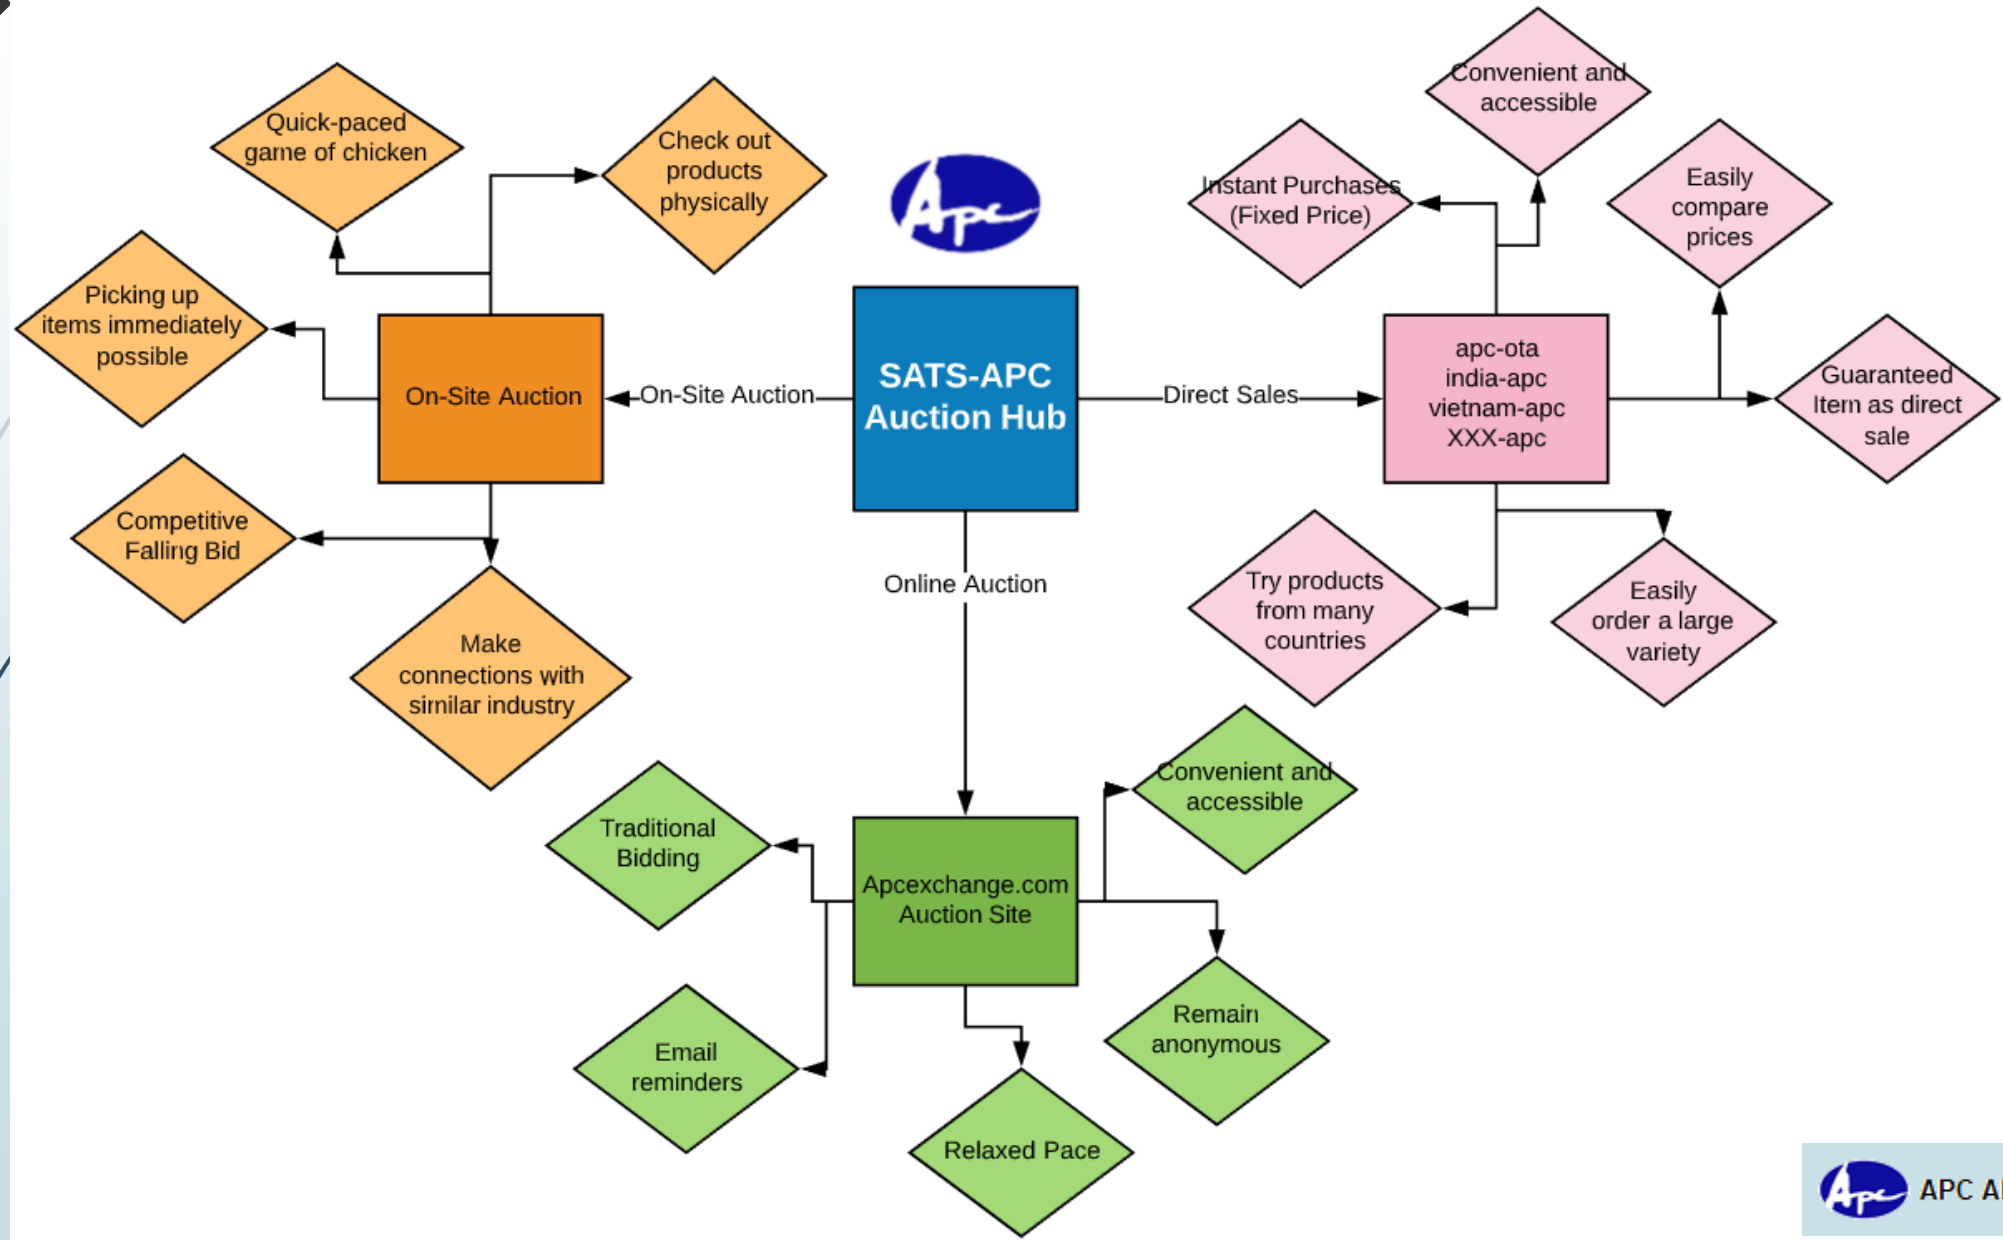 Quick-paced
game of chicken
Check out
products
physically
Apc
Convenient and
accessible
Instant Purchases
(Fixed Price)
Easily
compare
prices
Picking up
items immediately
possible
On-Site Auction
On-Site Auction
SATS-APC
Auction Hub
Direct Sales
apc-ota
india-apc
vietnam-apc
XXX-apc
Guaranteed
Item as direct
sale
Competitive
Falling Bid
Make
connections with
similar industry
Online Auction
Try products
from many
countries
Easily
order a large
variety
Traditional
Bidding
Apcexchange.com
Auction Site
Convenient and
accessible
Email
reminders
Relaxed Pace
Remain
anonymous
Apc APC